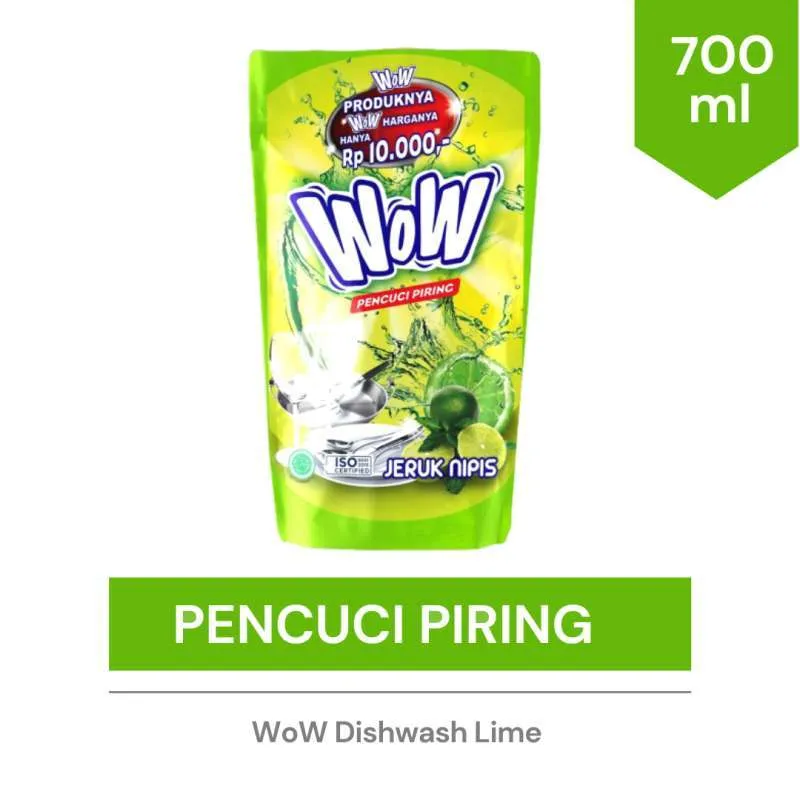 700
ml
WoW
PRODUKNYA
WoW HARGANYA
HANYA
Rp 10.000,-
WoW
PENCUCI PIRING
ISO
CERTIFIED
JERUK NIPIS
PENCUCI PIRING
WoW Dishwash Lime